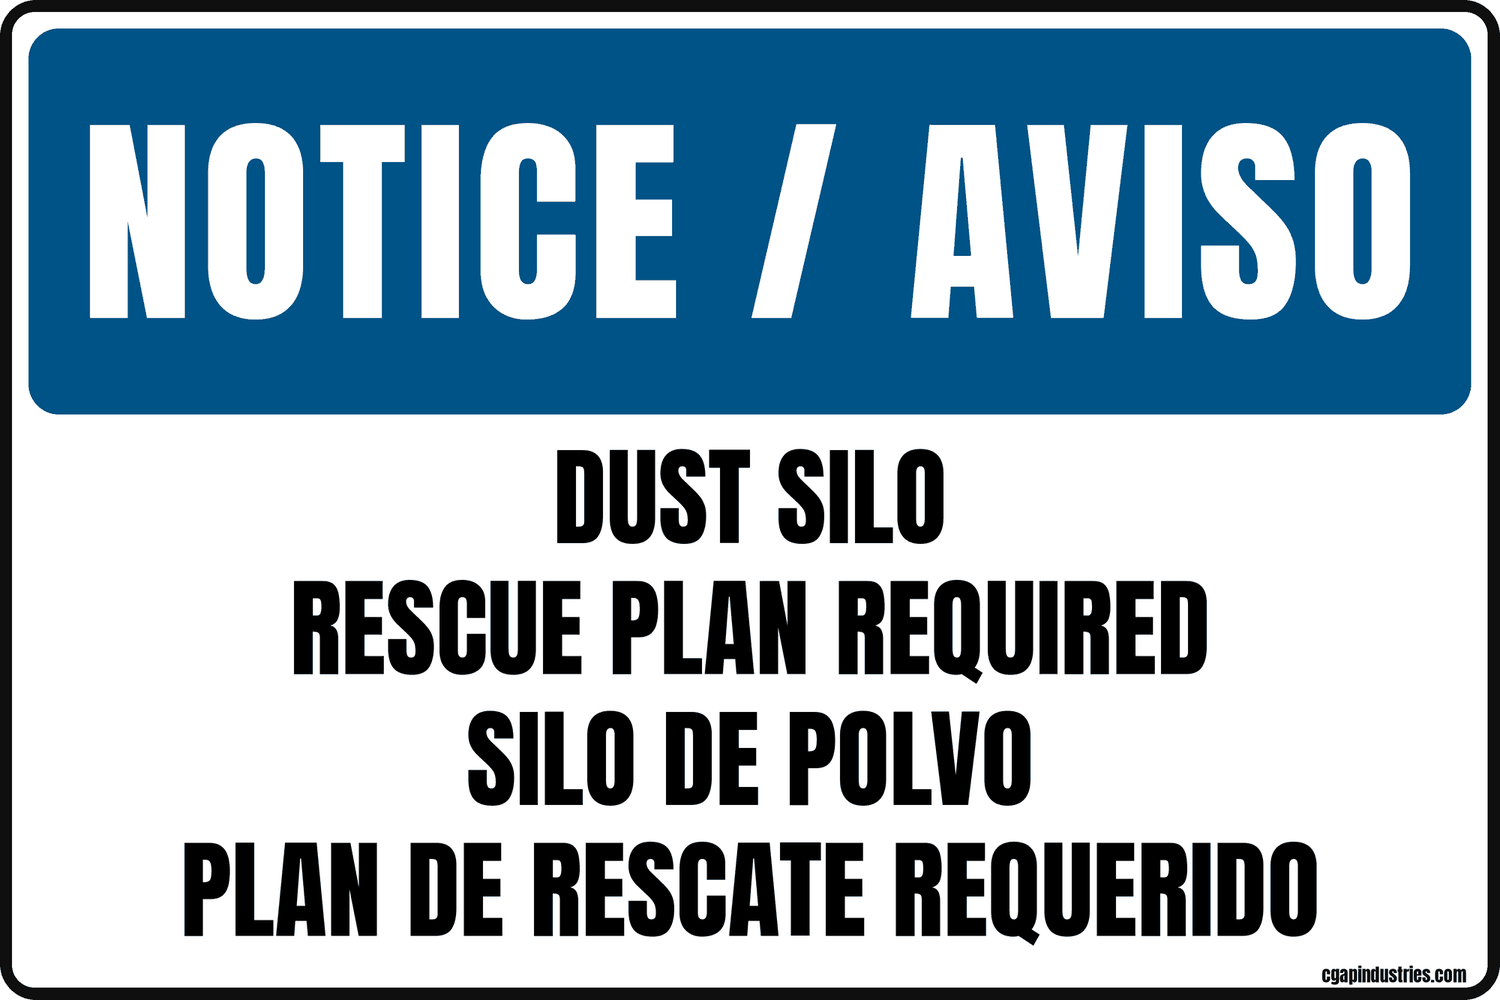 NOTICE / AVISO
DUST SILO
RESCUE PLAN REQUIRED
SILO DE POLVO
PLAN DE RESCATE REQUERIDO
cgapindustries.com